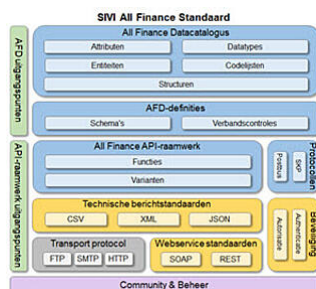 SIVI All Finance Standaard
AFD uitgangspunten
All Finance Datacatalogus
Attributen
Datatypes
Entiteiten
Codelijsten
Structuren
AFD-definities
Schema's
Verbandscontroles
API-raamwerk uitgangspunten
All Finance API-raamwerk
Functies
Varianten
Protocollen
Postbus
SKP
Technische berichtstandaarden
CSV
XML
JSON
Beveiliging
Autorisatie
Authenticatie
Transport protocol
FTP
SMTP
HTTP
Webservice standaarden
SOAP
REST
Community & Beheer